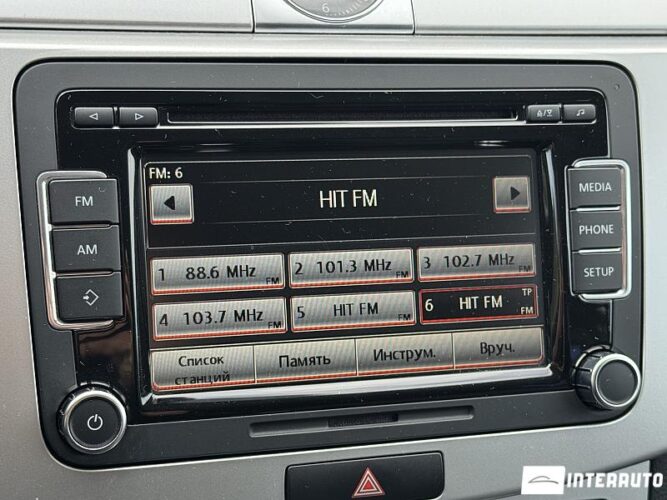 6
FM: 6
HIT FM
FM
AM
MEDIA
PHONE
SETUP
1 88.6 MHz FM
2 101.3 MHz FM
3 102.7 MHz FM
4 103.7 MHz FM
5 HIT FM FM
6 HIT FM TP FM
Список станций
Память
Инструм.
Вруч.
INTERRAUTO